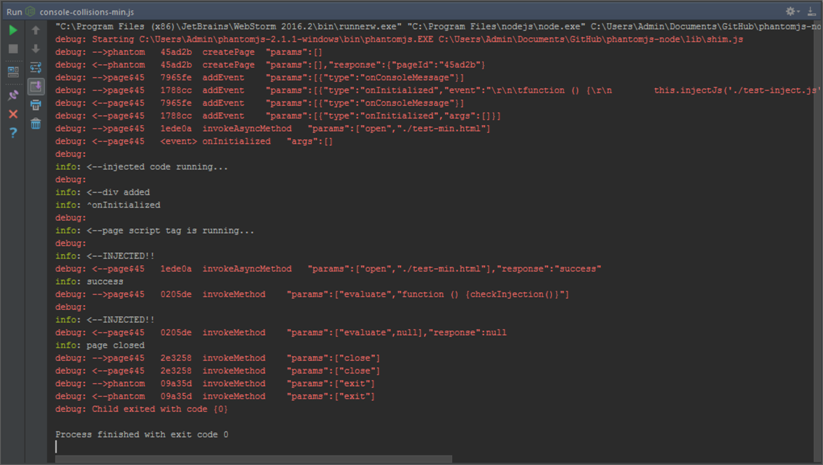 Run console-collisions-min.js
"C:\Program Files (x86)\JetBrains\WebStorm 2016.2\bin\runnerw.exe" "C:\Program Files\nodejs\node.exe" C:\Users\Admin\Documents\GitHub\phantomjs-no
debug: Starting C:\Users\Admin\phantomjs-2.1.1-windows\bin\phantomjs.EXE C:\Users\Admin\Documents\GitHub\phantomjs-node\lib\shim.js
debug: -->phantom 45ad2b createPage "params":[]
debug: <--phantom 45ad2b createPage "params":[],"response":{"pageId":"45ad2b"}
debug: -->page$45 7965fe addEvent "params":[{"type":"onConsoleMessage"}]
debug: -->page$45 1788cc addEvent "params":[{"type":"onInitialized","event":"\r\n\tfunction () {\r\n this.injectJs('./test-inject.js'
debug: <--page$45 7965fe addEvent "params":[{"type":"onConsoleMessage"}]
debug: <--page$45 1788cc addEvent "params":[{"type":"onInitialized","args":[]}]
debug: -->page$45 1ede0a invokeAsyncMethod "params":["open","./test-min.html"]
debug: <--page$45 <event> onInitialized "args":[]
debug:
info: <--injected code running...
debug:
info: <--div added
info: ^onInitialized
debug:
info: <--page script tag is running...
debug:
info: <--INJECTED!!
debug: <--page$45 1ede0a invokeAsyncMethod "params":["open","./test-min.html"],"response":"success"
info: success
debug: -->page$45 0205de invokeMethod "params":["evaluate","function () {checkInjection()}"]
debug:
info: <--INJECTED!!
debug: <--page$45 0205de invokeMethod "params":["evaluate",null],"response":null
info: page closed
debug: -->page$45 2e3258 invokeMethod "params":["close"]
debug: <--page$45 2e3258 invokeMethod "params":["close"]
debug: -->phantom 09a35d invokeMethod "params":["exit"]
debug: <--phantom 09a35d invokeMethod "params":["exit"]
debug: Child exited with code {0}
Process finished with exit code 0